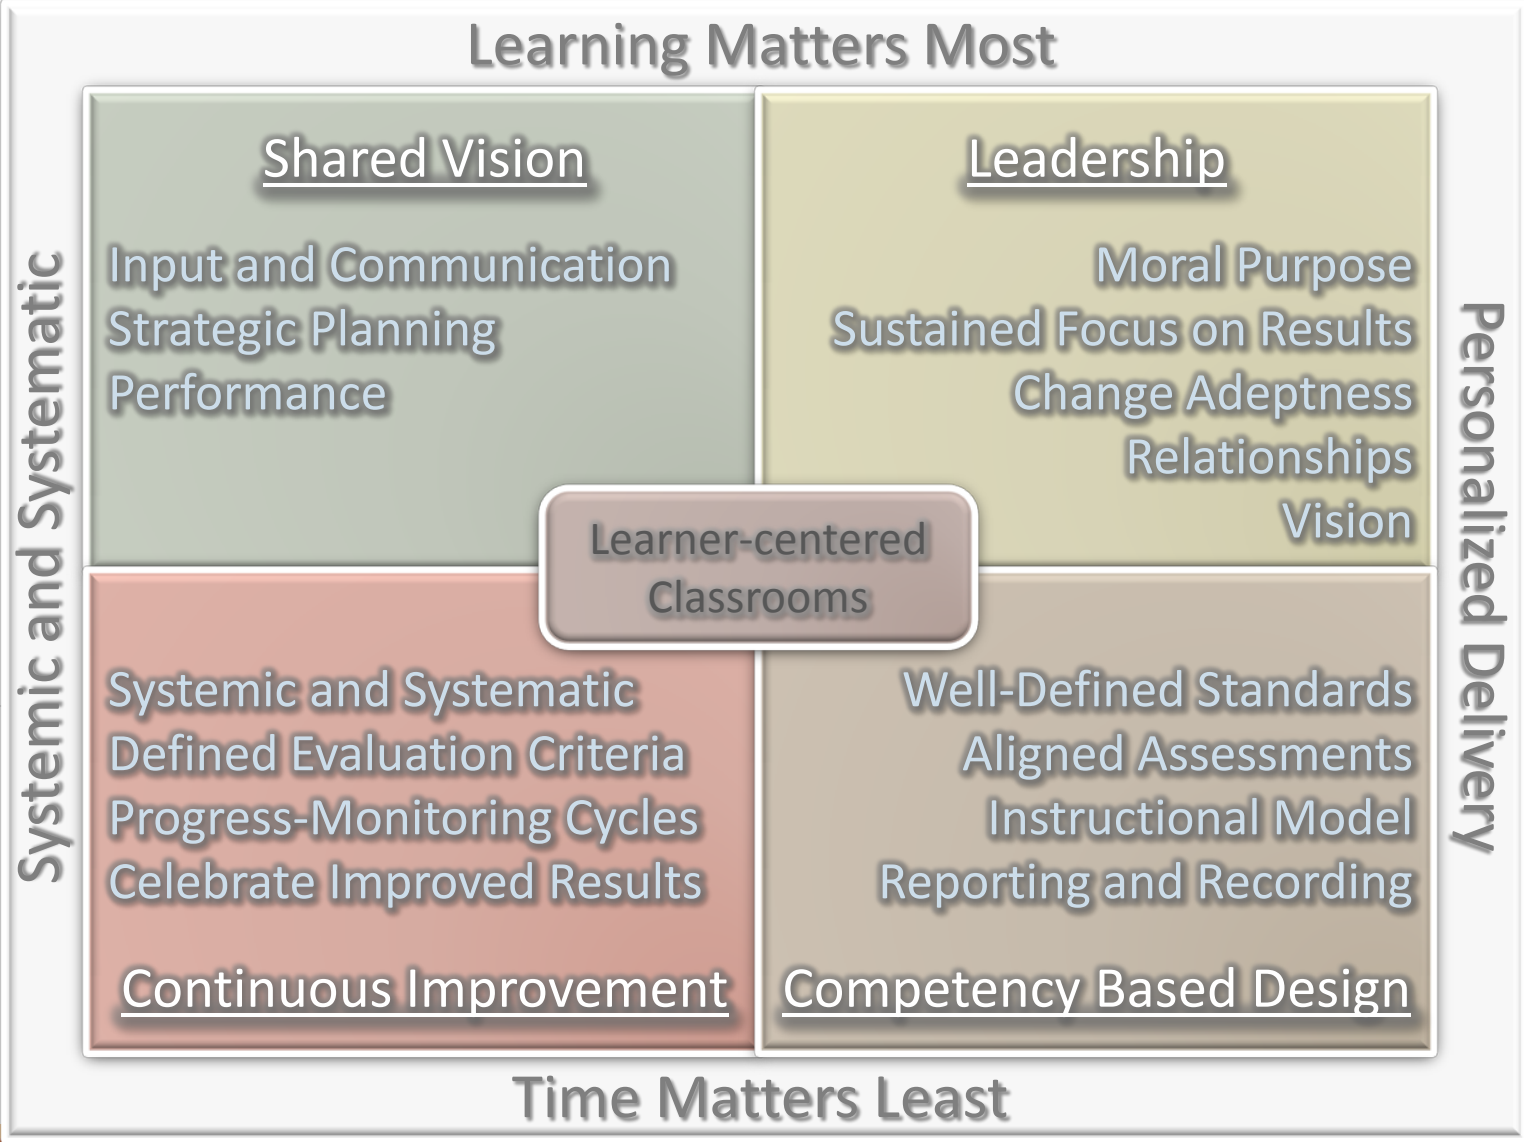 Learning Matters Most
Systemic and Systematic
Shared Vision
Input and Communication
Strategic Planning
Performance
Leadership
Moral Purpose
Sustained Focus on Results
Change Adeptness
Relationships
Vision
Personalized Delivery
Learner-centered
Classrooms
Systemic and Systematic
Defined Evaluation Criteria
Progress-Monitoring Cycles
Celebrate Improved Results
Continuous Improvement
Well-Defined Standards
Aligned Assessments
Instructional Model
Reporting and Recording
Competency Based Design
Time Matters Least